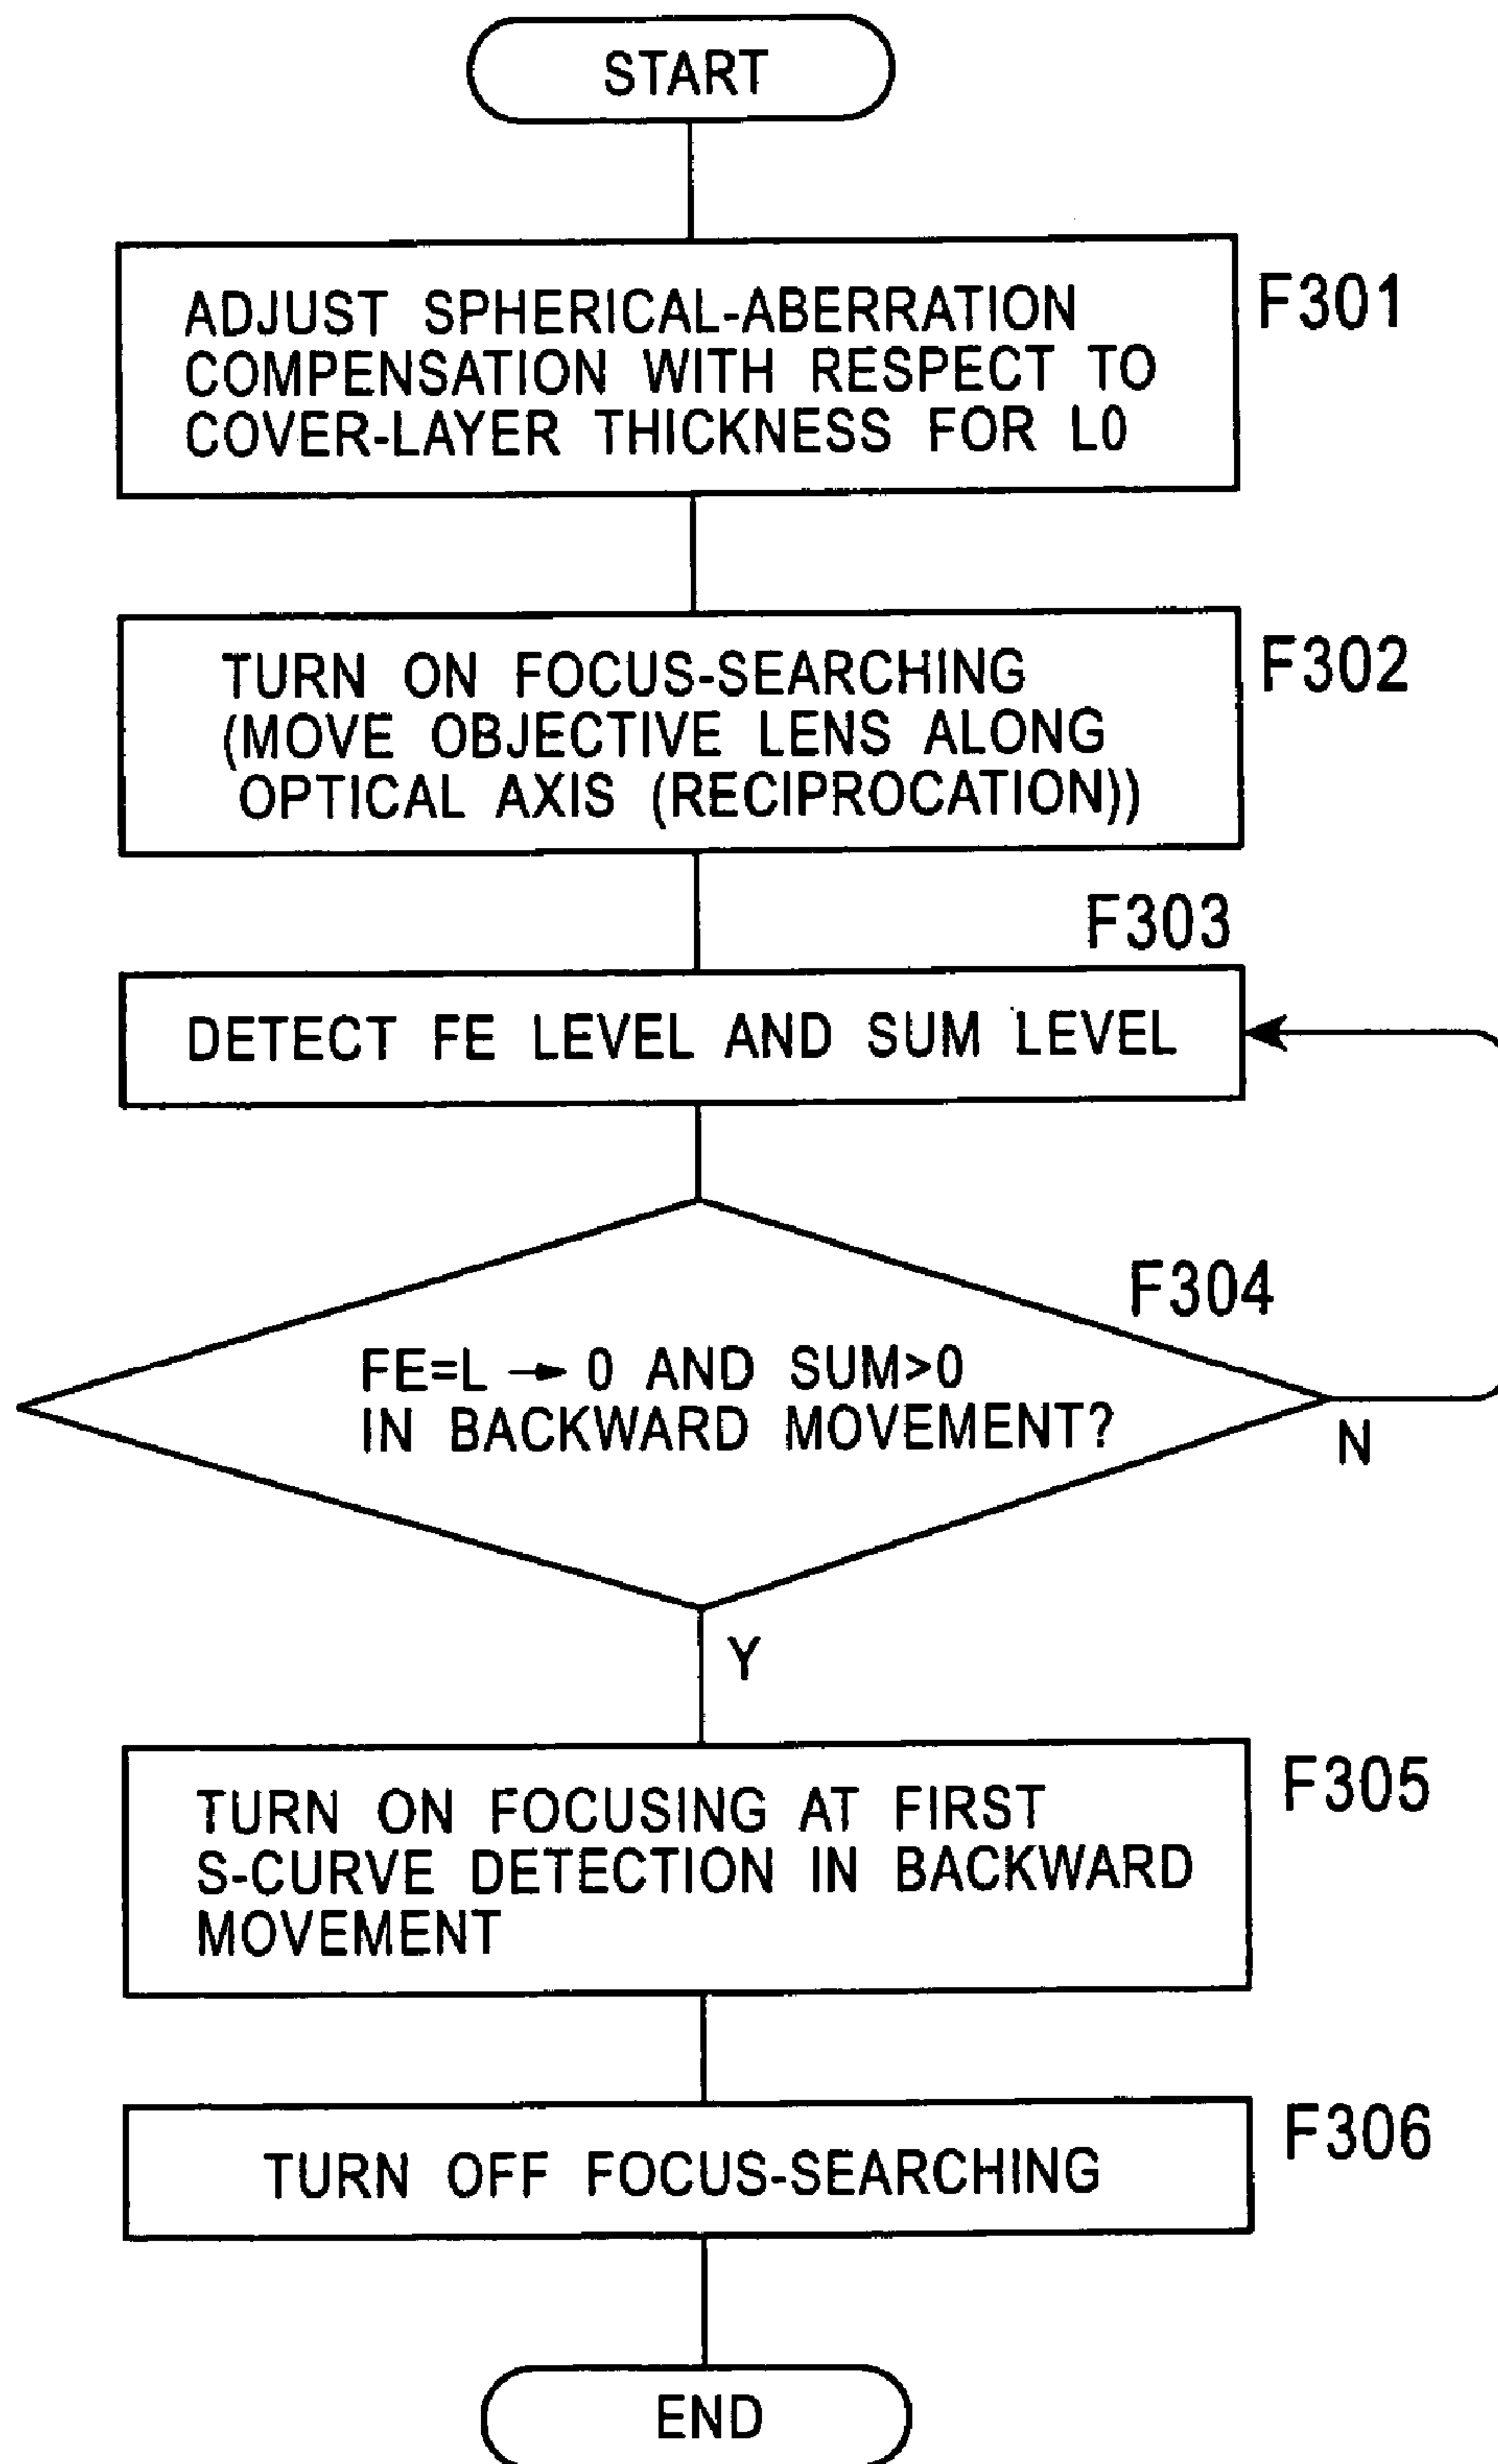 START
ADJUST SPHERICAL-ABERRATION
COMPENSATION WITH RESPECT TO
COVER-LAYER THICKNESS FOR L0
F301
TURN ON FOCUS-SEARCHING
(MOVE OBJECTIVE LENS ALONG
OPTICAL AXIS (RECIPROCATION))
F302
F303
DETECT FE LEVEL AND SUM LEVEL
F304
FE=L → 0 AND SUM>0
IN BACKWARD MOVEMENT?
N
Y
TURN ON FOCUSING AT FIRST
S-CURVE DETECTION IN BACKWARD
MOVEMENT
F305
TURN OFF FOCUS-SEARCHING
F306
END